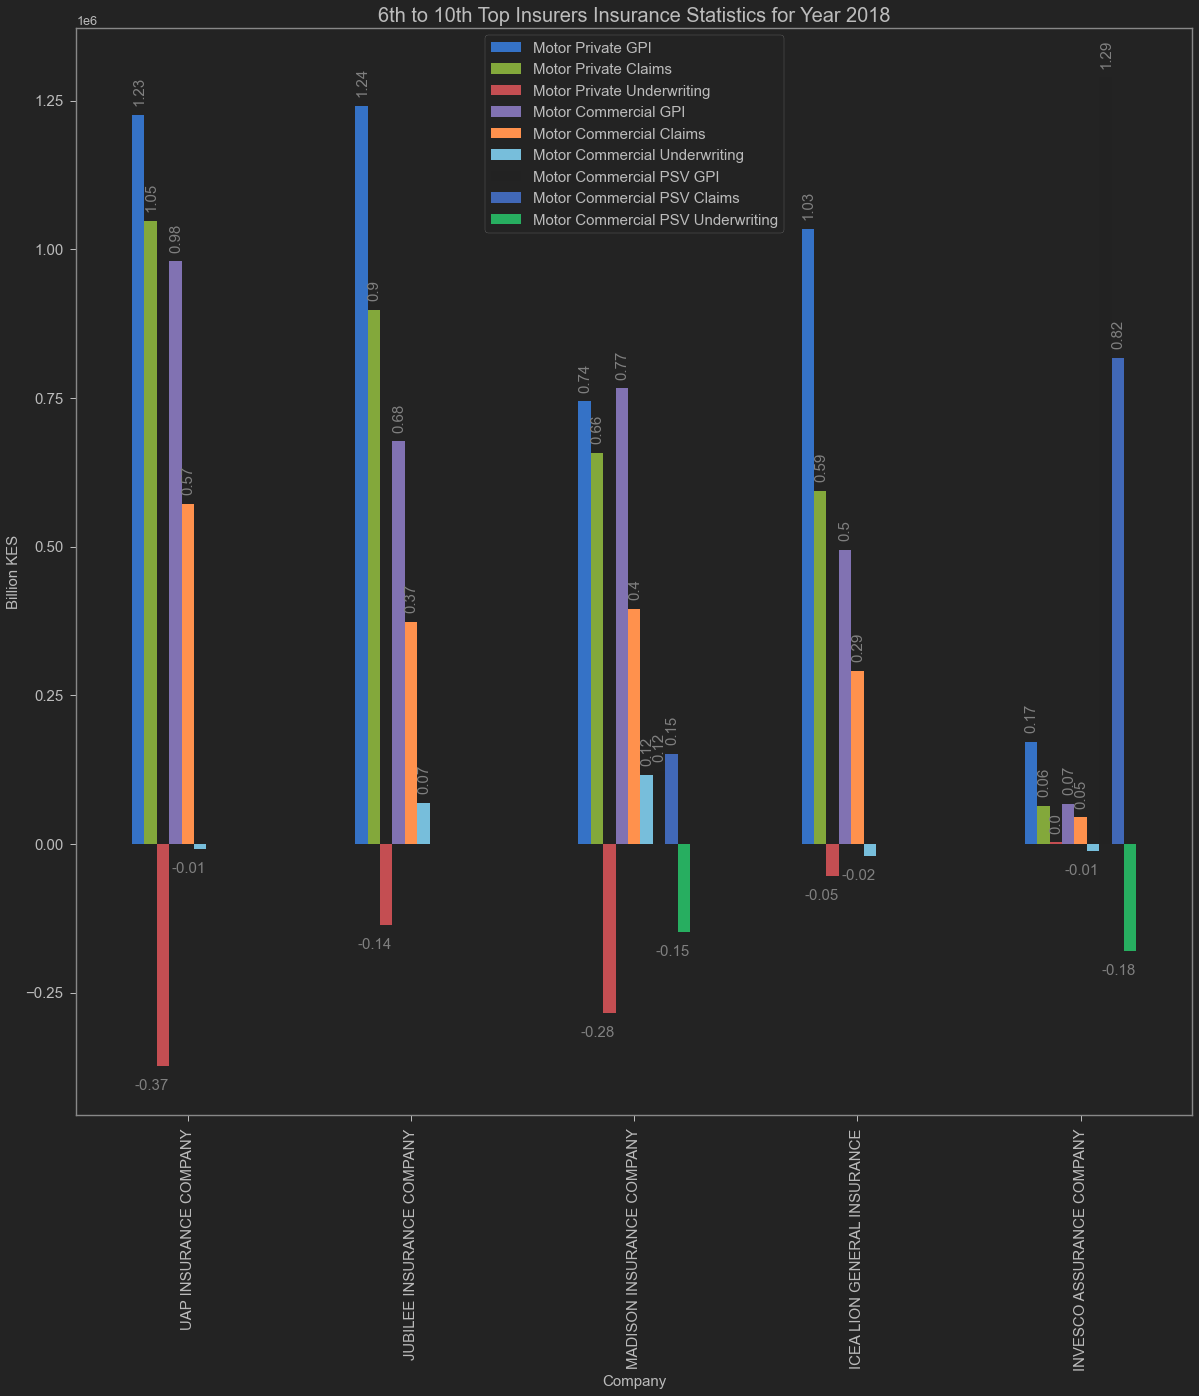 6th to 10th Top Insurers Insurance Statistics for Year 2018
1e6
Motor Private GPI
Motor Private Claims
Motor Private Underwriting
Motor Commercial GPI
Motor Commercial Claims
Motor Commercial Underwriting
Motor Commercial PSV GPI
Motor Commercial PSV Claims
Motor Commercial PSV Underwriting
1.25
1.00
0.75
0.50
0.25
0.00
−0.25
Billion KES
1.23
1.05
-0.37
0.98
0.57
-0.01
1.24
0.9
-0.14
0.68
0.37
0.07
0.74
0.66
-0.28
0.77
0.4
0.12
0.12
0.15
-0.15
1.03
0.59
-0.05
0.5
0.29
-0.02
0.17
0.06
0.0
0.07
0.05
-0.01
1.29
0.82
-0.18
UAP INSURANCE COMPANY
JUBILEE INSURANCE COMPANY
MADISON INSURANCE COMPANY
ICEA LION GENERAL INSURANCE
INVESCO ASSURANCE COMPANY
Company